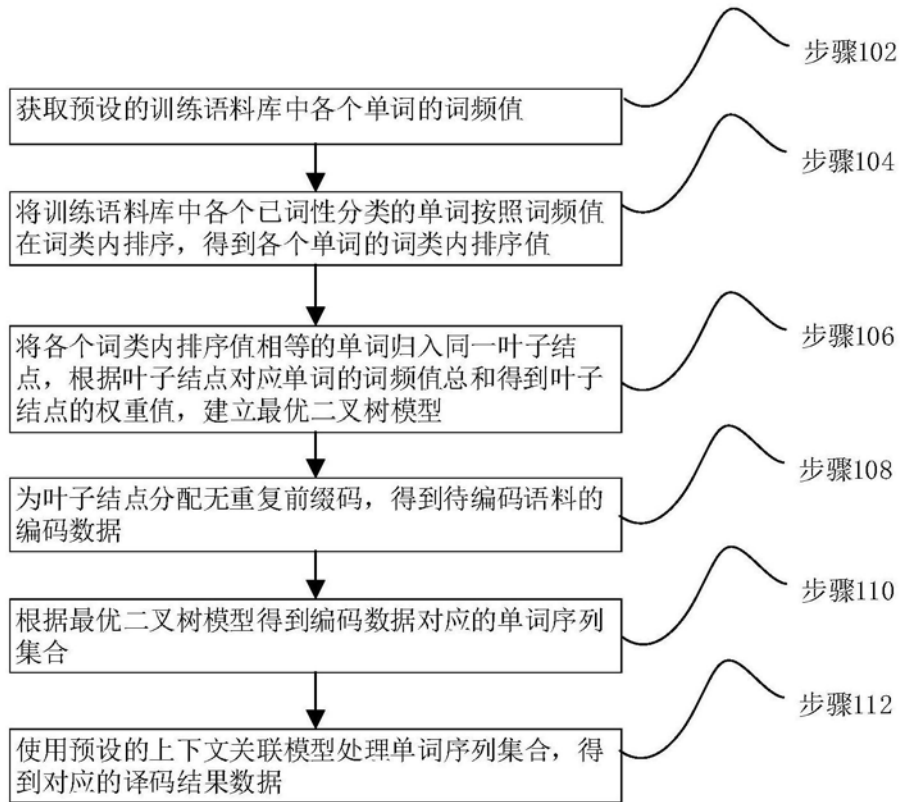 步骤102
获取预设的训练语料库中各个单词的词频值
步骤104
将训练语料库中各个已词性分类的单词按照词频值
在词类内排序，得到各个单词的词类内排序值
步骤106
将各个词类内排序值相等的单词归入同一叶子结
点，根据叶子结点对应单词的词频值总和得到叶子
结点的权重值，建立最优二叉树模型
步骤108
为叶子结点分配无重复前缀码，得到待编码语料的
编码数据
步骤110
根据最优二叉树模型得到编码数据对应的单词序列
集合
步骤112
使用预设的上下文关联模型处理单词序列集合，得
到对应的译码结果数据